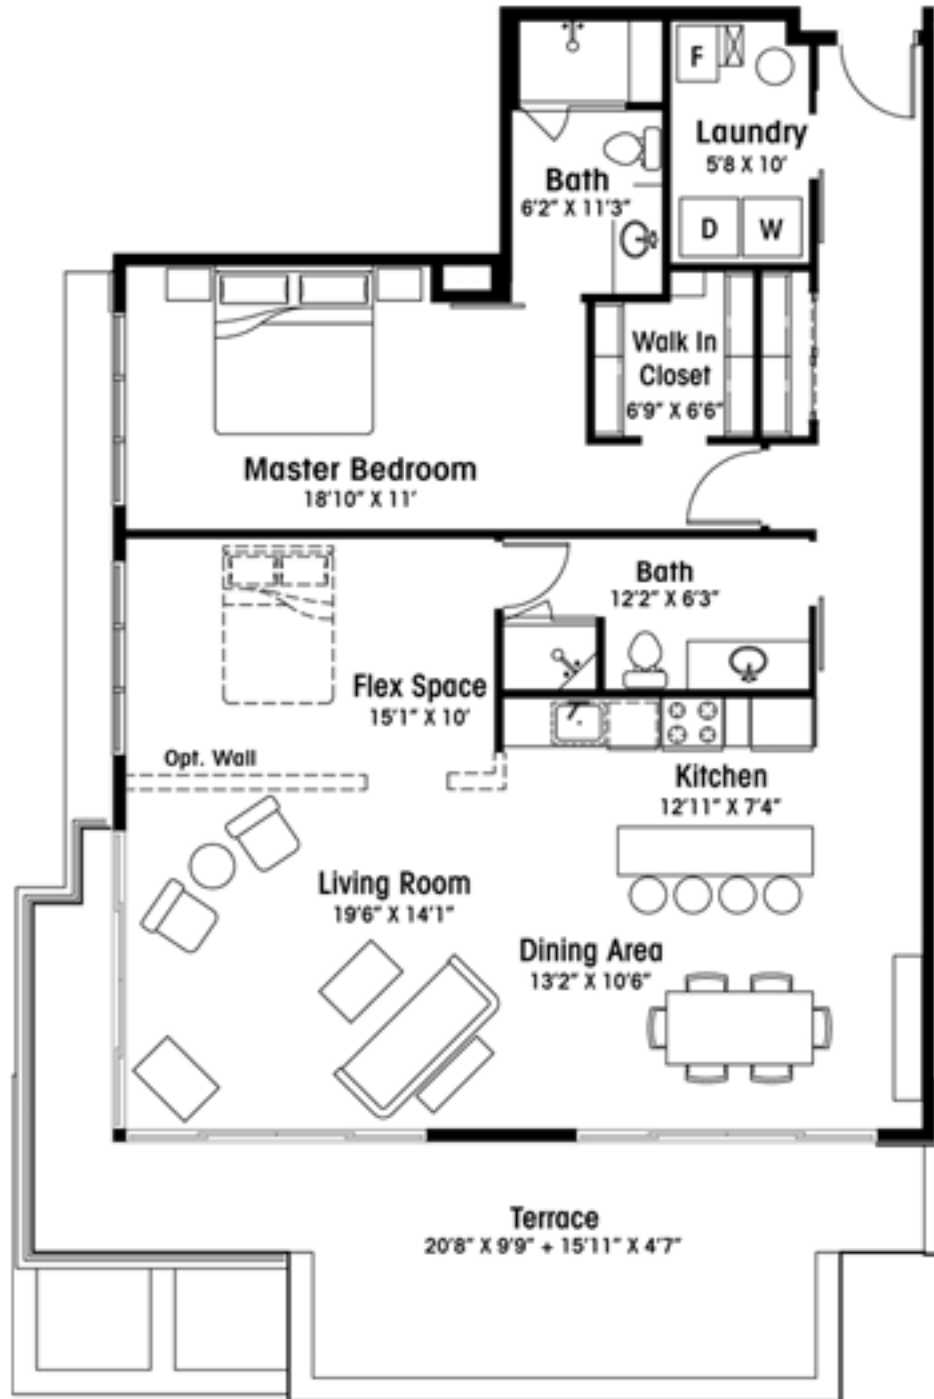 F
Laundry
5'8 X 10'
Bath
6'2" X 11'3"
D
W
Walk In
Closet
6'9" X 6'6"
Master Bedroom
18'10" X 11'
Bath
12'2" X 6'3"
Flex Space
15'1" X 10'
Opt. Wall
Kitchen
12'11" X 7'4"
Living Room
19'6" X 14'1"
Dining Area
13'2" X 10'6"
Terrace
20'8" X 9'9" + 15'11" X 4'7"